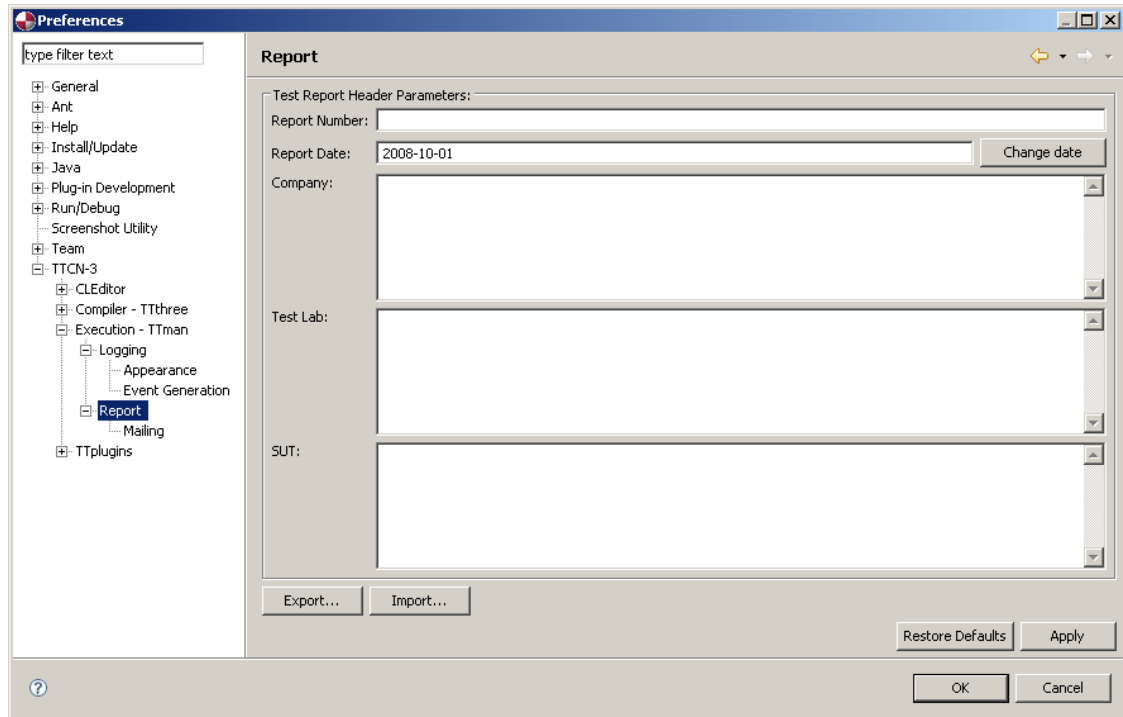 Preferences
type filter text
Report
General
Ant
Help
Install/Update
Java
Plug-in Development
Run/Debug
Screenshot Utility
Team
TTCN-3
CLEditor
Compiler - TTthree
Execution - TTman
Logging
Appearance
Event Generation
Report
Mailing
TTplugins
Test Report Header Parameters:
Report Number:
Report Date: 2008-10-01 Change date
Company:
Test Lab:
SUT:
Export... Import...
Restore Defaults Apply
OK Cancel